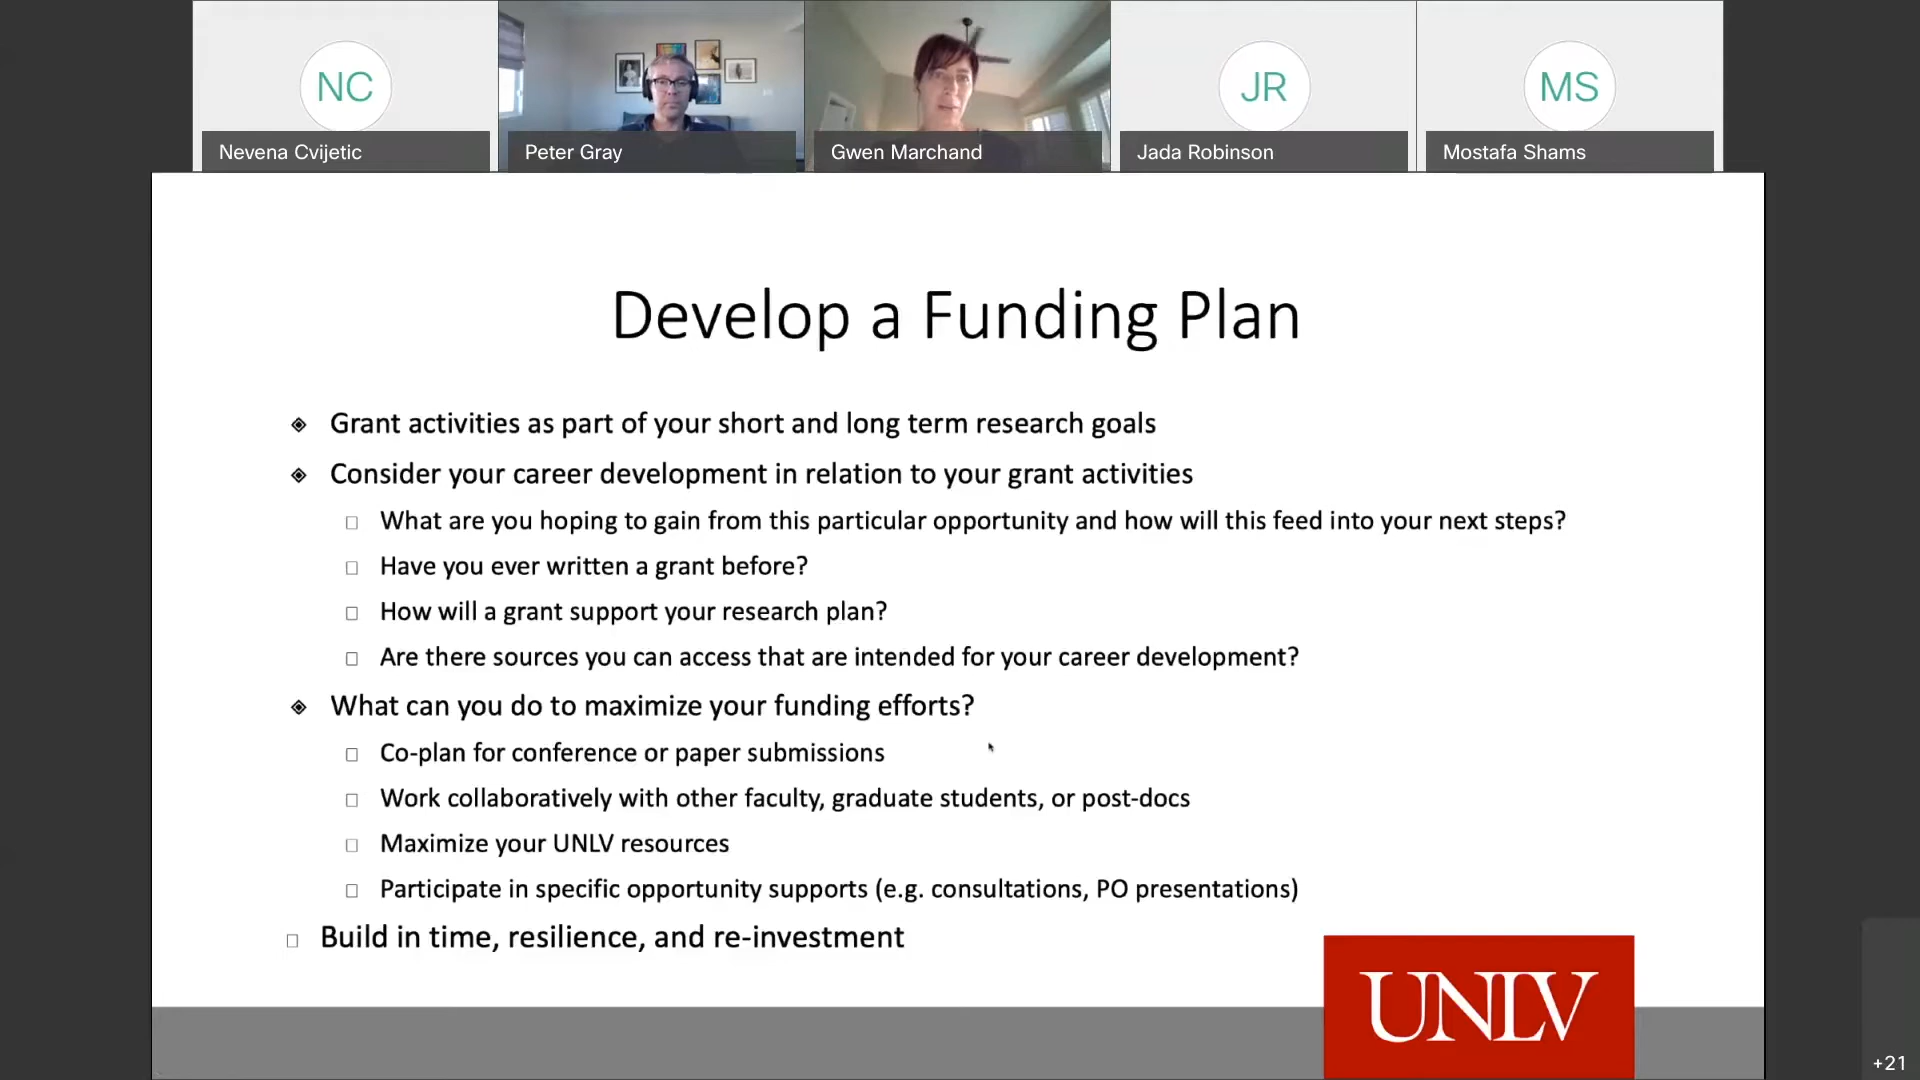 NC
JR
MS
Nevena Cvijetic
Peter Gray
Gwen Marchand
Jada Robinson
Mostafa Shams
Develop a Funding Plan
Grant activities as part of your short and long term research goals
Consider your career development in relation to your grant activities
What are you hoping to gain from this particular opportunity and how will this feed into your next steps?
Have you ever written a grant before?
How will a grant support your research plan?
Are there sources you can access that are intended for your career development?
What can you do to maximize your funding efforts?
Co-plan for conference or paper submissions
Work collaboratively with other faculty, graduate students, or post-docs
Maximize your UNLV resources
Participate in specific opportunity supports (e.g. consultations, PO presentations)
Build in time, resilience, and re-investment
UNLV
+21